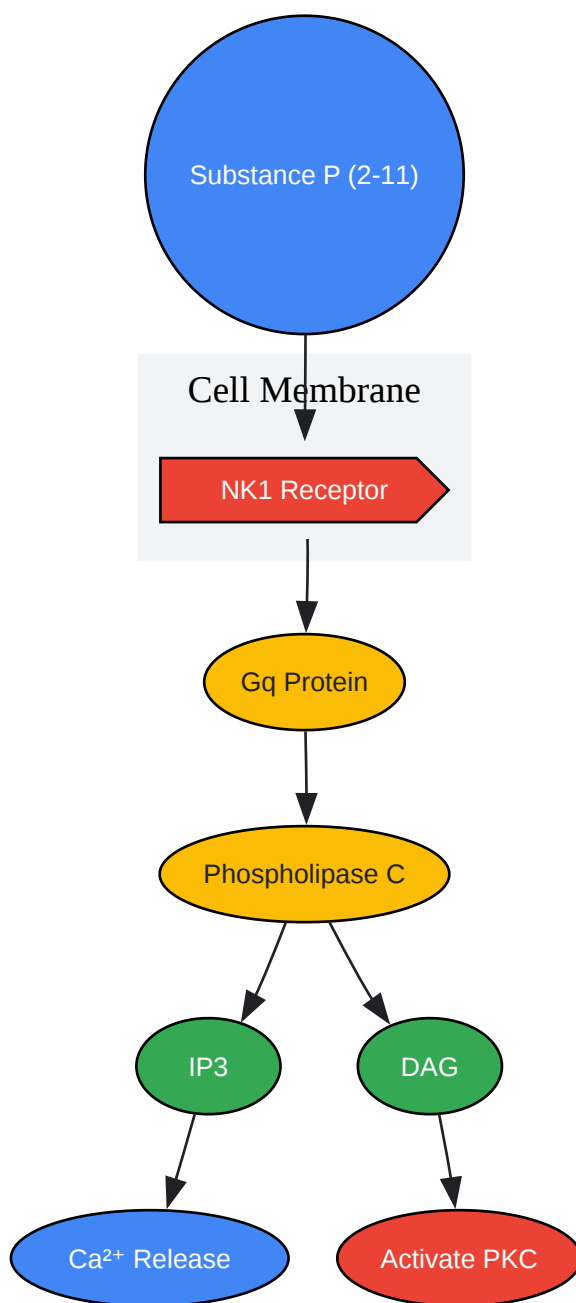 Substance P (2-11)
Cell Membrane
NK1 Receptor
Gq Protein
Phospholipase C
IP3
DAG
Ca²⁺ Release
Activate PKC